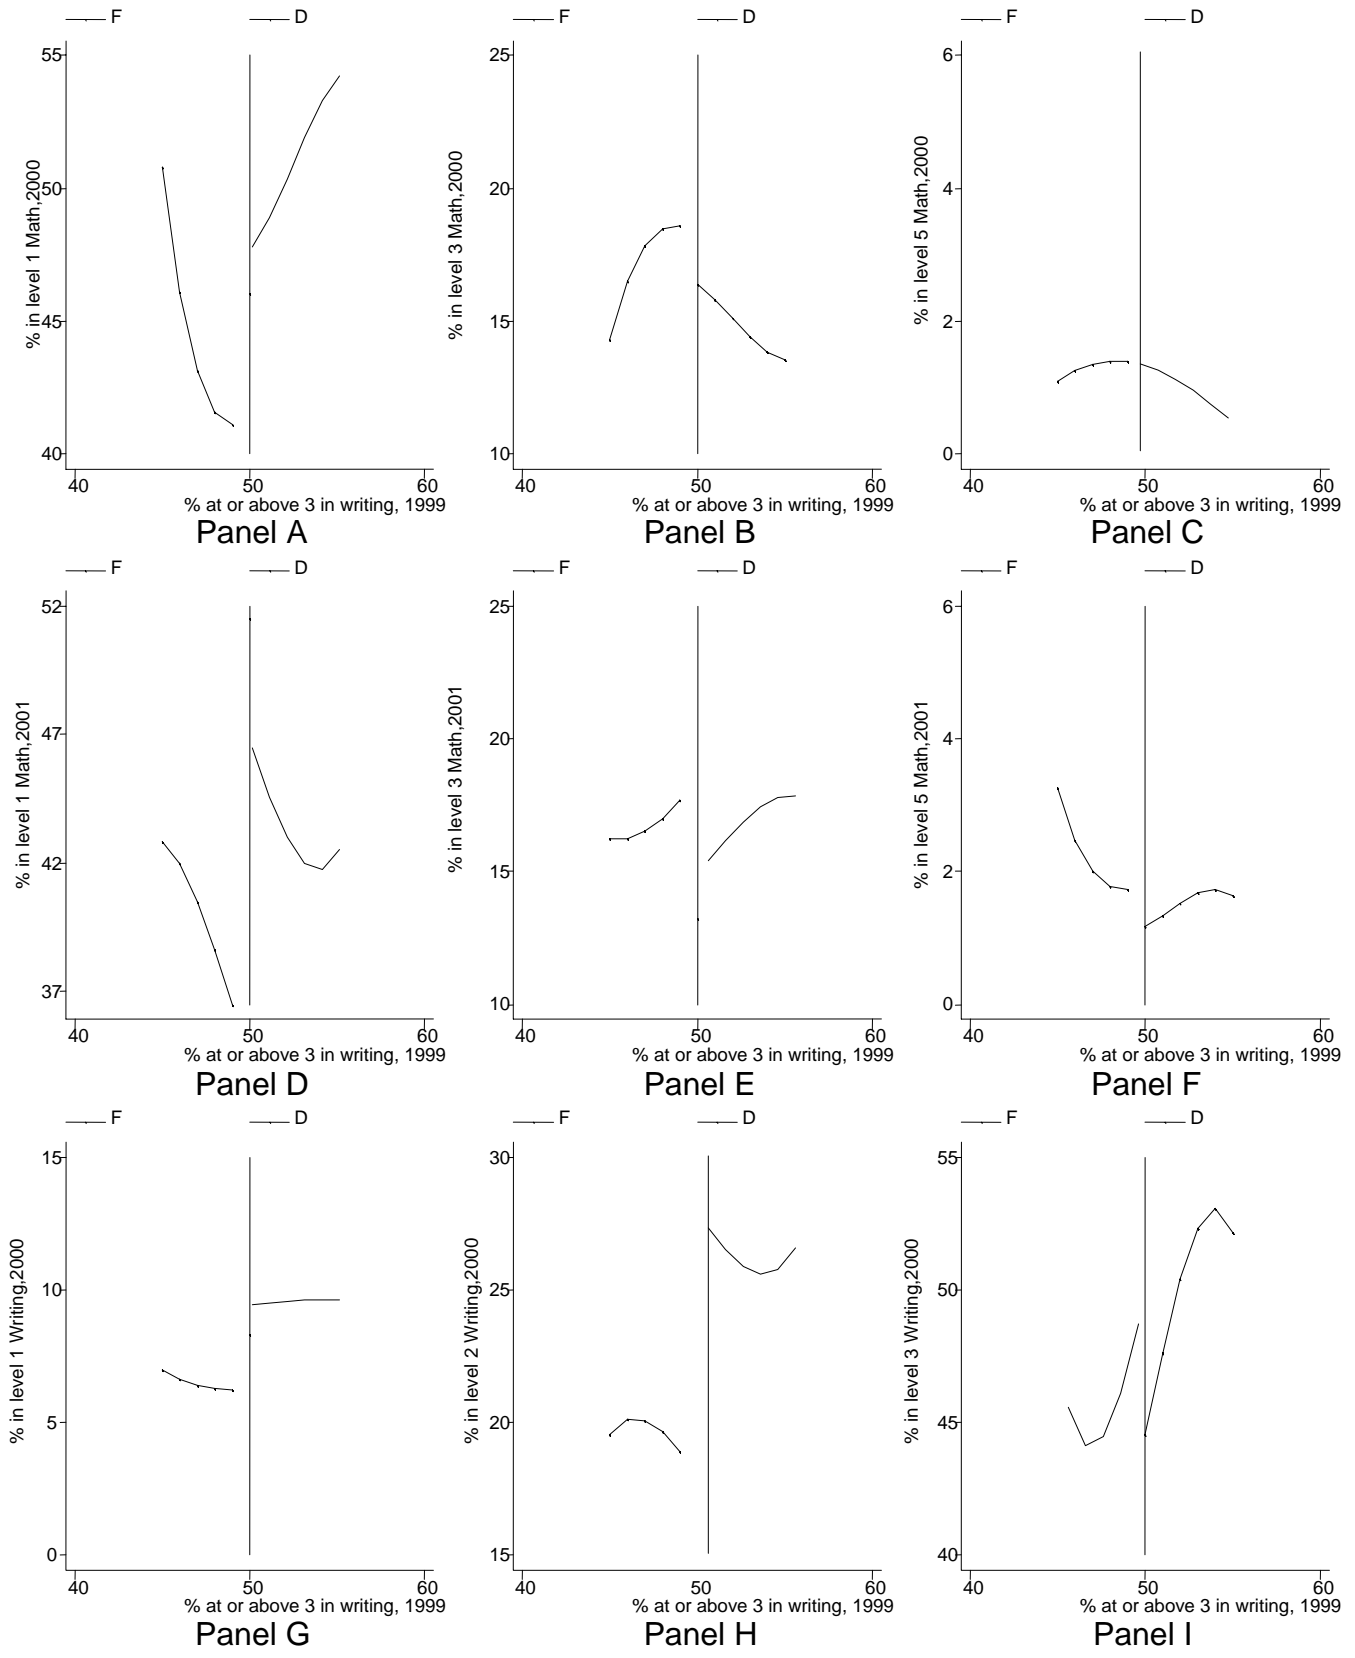 F D F D F D
55 25 6
50 20 4
45 15 2
40 10 0
% in level 1 Math,2000
% in level 3 Math,2000
% in level 5 Math,2000
40 50 60 40 50 60 40 50 60
% at or above 3 in writing, 1999 % at or above 3 in writing, 1999 % at or above 3 in writing, 1999
Panel A Panel B Panel C
F D F D F D
52 25 6
47 20 4
42 15 2
37 10 0
% in level 1 Math,2001
% in level 3 Math,2001
% in level 5 Math,2001
40 50 60 40 50 60 40 50 60
% at or above 3 in writing, 1999 % at or above 3 in writing, 1999 % at or above 3 in writing, 1999
Panel D Panel E Panel F
F D F D F D
15 30 55
10 25 50
5 20 45
0 15 40
% in level 1 Writing,2000
% in level 2 Writing,2000
% in level 3 Writing,2000
40 50 60 40 50 60 40 50 60
% at or above 3 in writing, 1999 % at or above 3 in writing, 1999 % at or above 3 in writing, 1999
Panel G Panel H Panel I